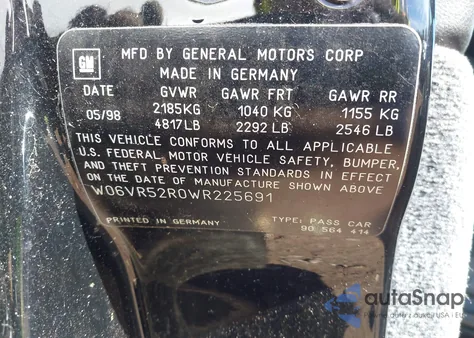 GM
MFD BY GENERAL MOTORS CORP
MADE IN GERMANY
DATE GVWR GAWR FRT GAWR RR
05/98 2185KG 1040 KG 1155 KG
4817LB 2292 LB 2546 LB
THIS VEHICLE CONFORMS TO ALL APPLICABLE
U.S. FEDERAL MOTOR VEHICLE SAFETY, BUMPER,
AND THEFT PREVENTION STANDARDS IN EFFECT
ON THE DATE OF MANUFACTURE SHOWN ABOVE
W06VR52R0WR225691
PRINTED IN GERMANY TYPE: PASS CAR
90 564 414
autaSnap